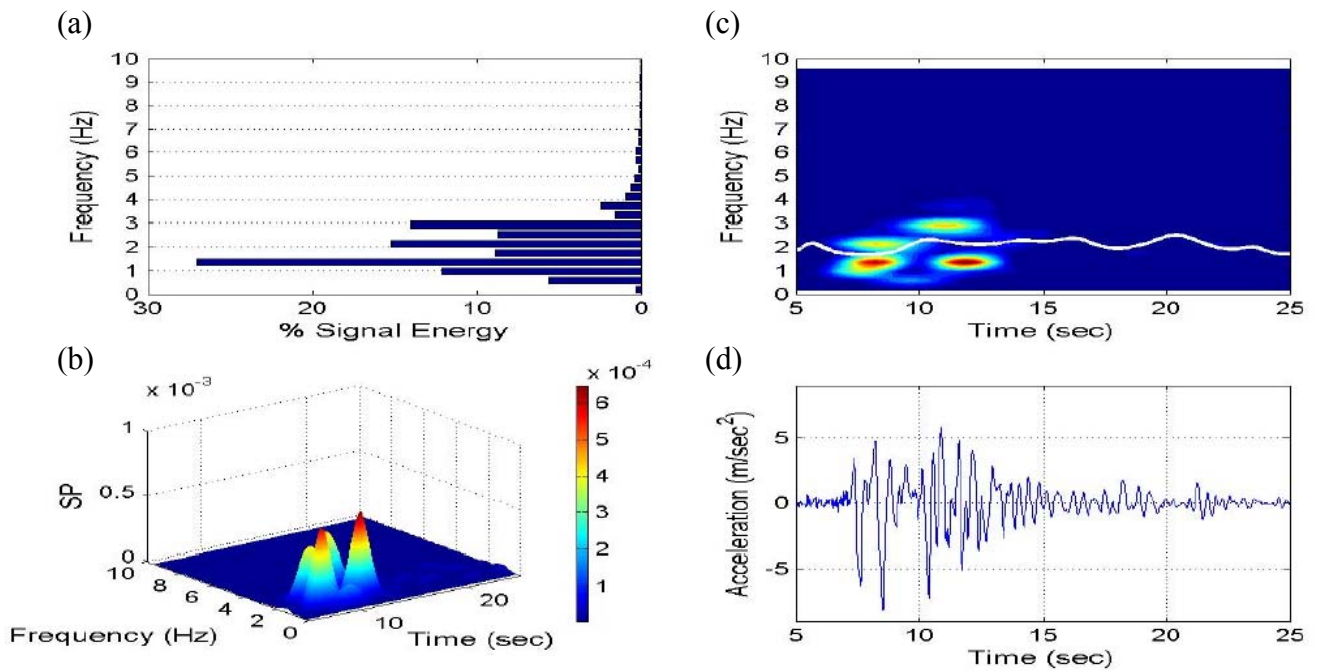 (a)
10
9
8
7
6
5
4
3
2
1
0
Frequency (Hz)
30 20 10 0
% Signal Energy
(c)
10
9
8
7
6
5
4
3
2
1
0
Frequency (Hz)
5 10 15 20 25
Time (sec)
(b)
x 10-3
1
0.5
0
SP
10 8 6 4 2 0
Frequency (Hz)
10 20
Time (sec)
x 10-4
6
5
4
3
2
1
(d)
5
0
-5
Acceleration (m/sec2)
5 10 15 20 25
Time (sec)